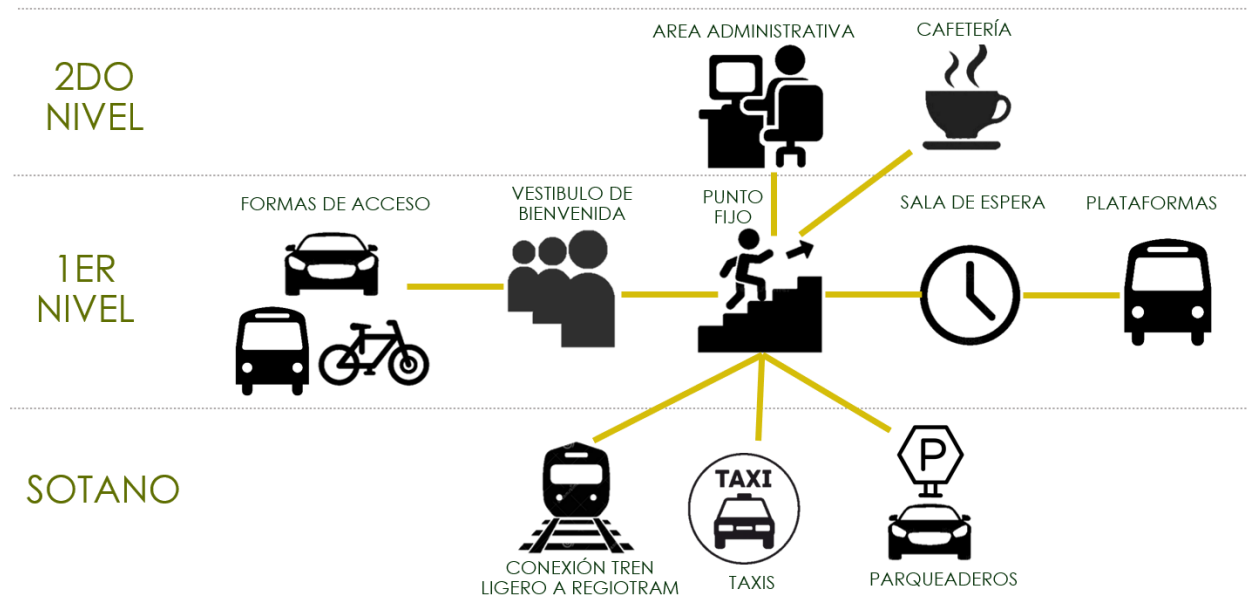 AREA ADMINISTRATIVA
CAFETERÍA
2DO
NIVEL
FORMAS DE ACCESO
VESTIBULO DE
BIENVENIDA
PUNTO
FIJO
SALA DE ESPERA
PLATAFORMAS
1ER
NIVEL
SOTANO
P
TAXI
CONEXIÓN TREN
LIGERO A REGIOTRAM
TAXIS
PARQUEADEROS